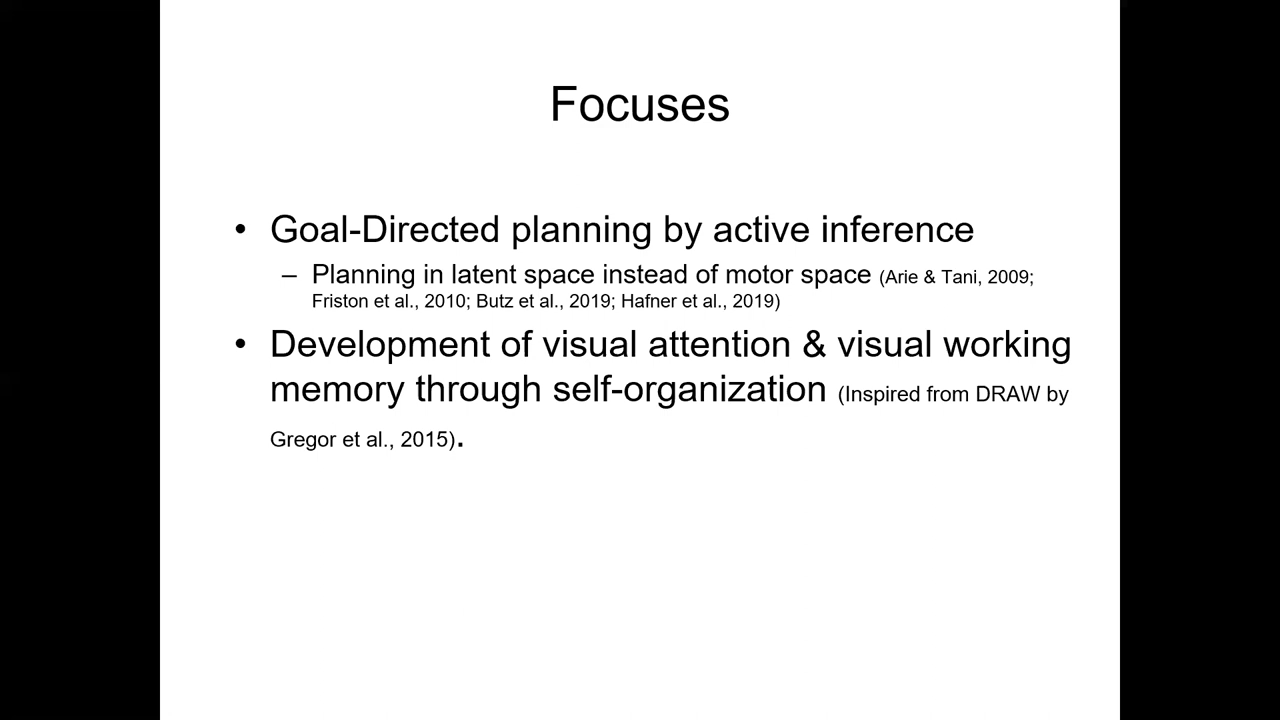 Focuses
• Goal-Directed planning by active inference
– Planning in latent space instead of motor space (Arie & Tani, 2009;
Friston et al., 2010; Butz et al., 2019; Hafner et al., 2019)
• Development of visual attention & visual working
memory through self-organization (Inspired from DRAW by
Gregor et al., 2015).